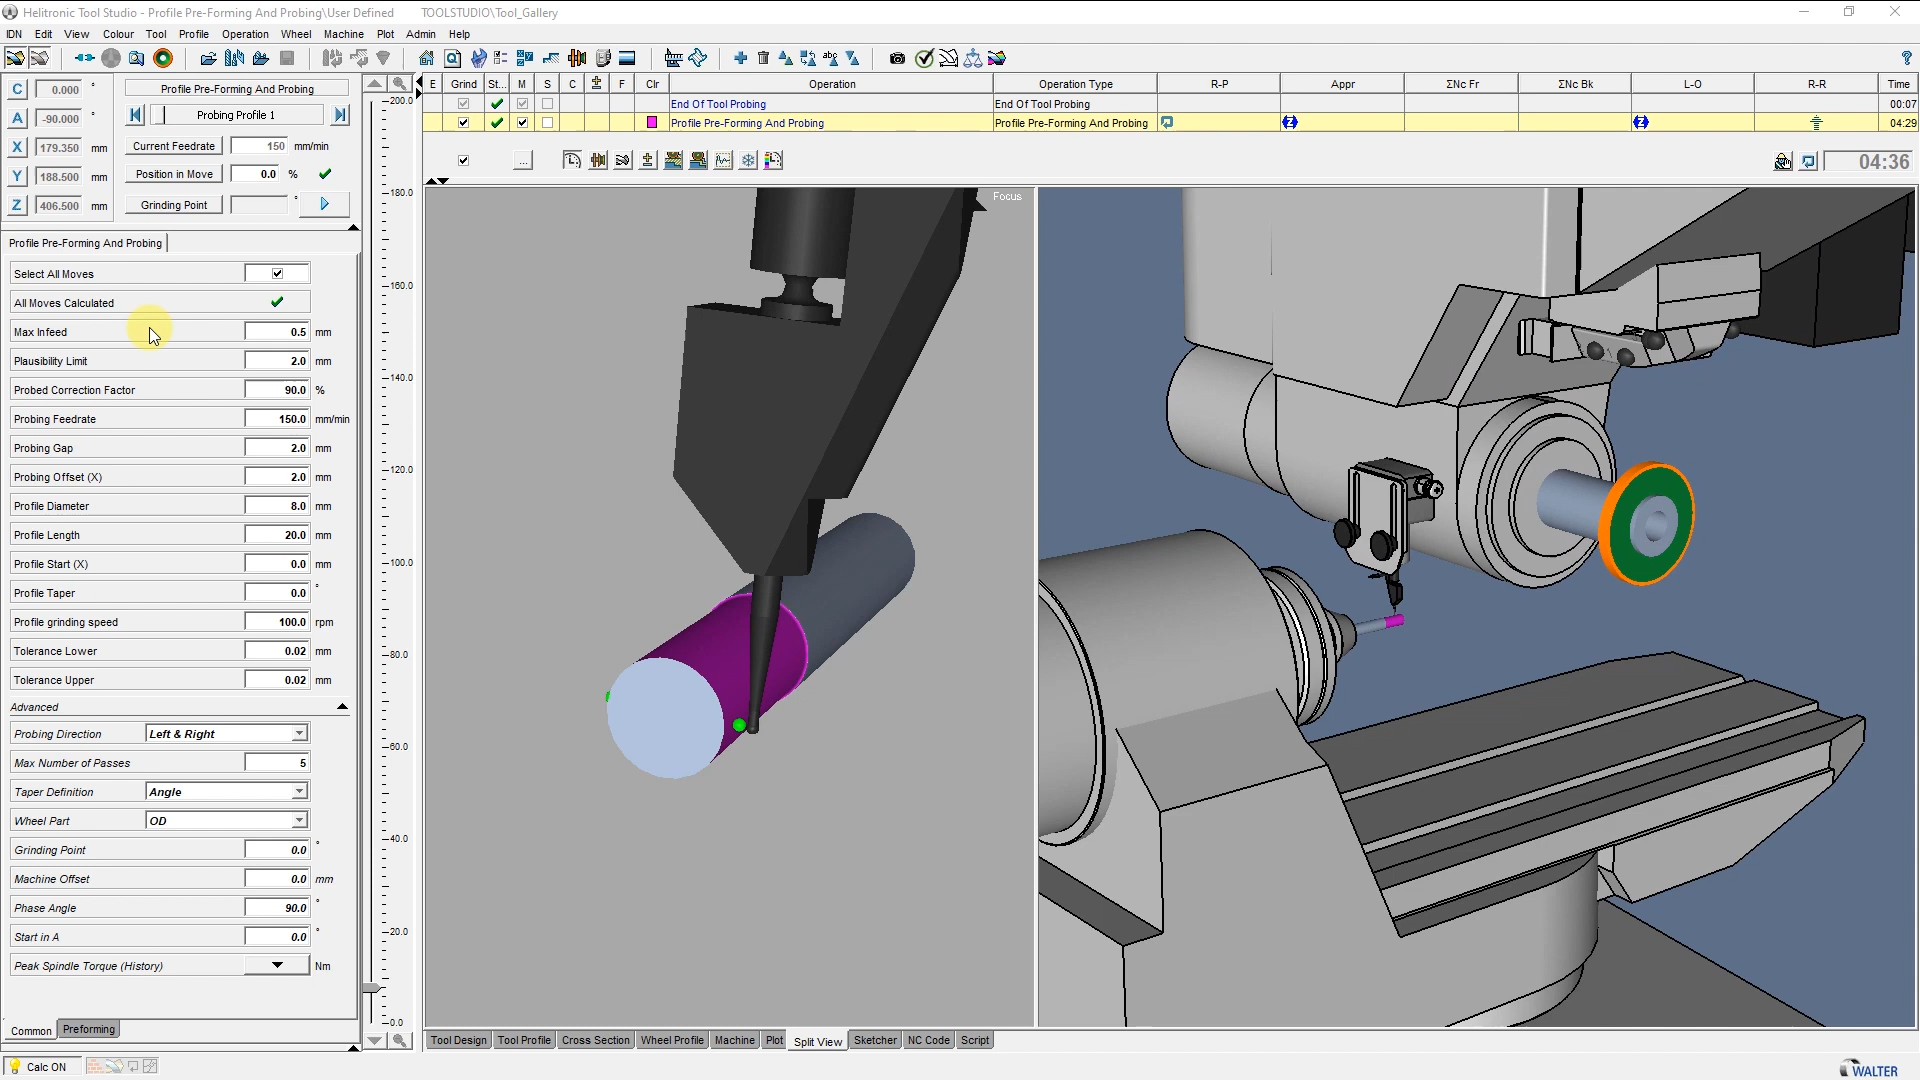 Helitronic Tool Studio - Profile Pre-Forming And Probing\User Defined TOOLSTUDIO\Tool_Gallery
IDN Edit View Colour Tool Profile Operation Wheel Machine Plot Admin Help
C 0.000 °
A -90.000 °
X 179.350 mm
Y 188.500 mm
Z 406.500 mm
Profile Pre-Forming And Probing
Probing Profile 1
Current Feedrate 150 mm/min
Position in Move 0.0 %
Grinding Point °
E Grind St... M S C ± F Clr Operation Operation Type R-P Appr ΣNc Fr ΣNc Bk L-O R-R Time
End Of Tool Probing End Of Tool Probing 00:07
Profile Pre-Forming And Probing Profile Pre-Forming And Probing 04:29
... 04:36
Profile Pre-Forming And Probing
Select All Moves
All Moves Calculated
Max Infeed 0.5 mm
Plausibility Limit 2.0 mm
Probed Correction Factor 90.0 %
Probing Feedrate 150.0 mm/min
Probing Gap 2.0 mm
Probing Offset (X) 2.0 mm
Profile Diameter 8.0 mm
Profile Length 20.0 mm
Profile Start (X) 0.0 mm
Profile Taper 0.0 °
Profile grinding speed 100.0 rpm
Tolerance Lower 0.02 mm
Tolerance Upper 0.02 mm
Advanced
Probing Direction Left & Right
Max Number of Passes 5
Taper Definition Angle
Wheel Part OD
Grinding Point 0.0 °
Machine Offset 0.0 mm
Phase Angle 90.0 °
Start in A 0.0 °
Peak Spindle Torque (History) Nm
Common Preforming
Calc ON
200.0
180.0
160.0
140.0
120.0
100.0
80.0
60.0
40.0
20.0
0.0
Focus
Tool Design Tool Profile Cross Section Wheel Profile Machine Plot Split View Sketcher NC Code Script
WALTER